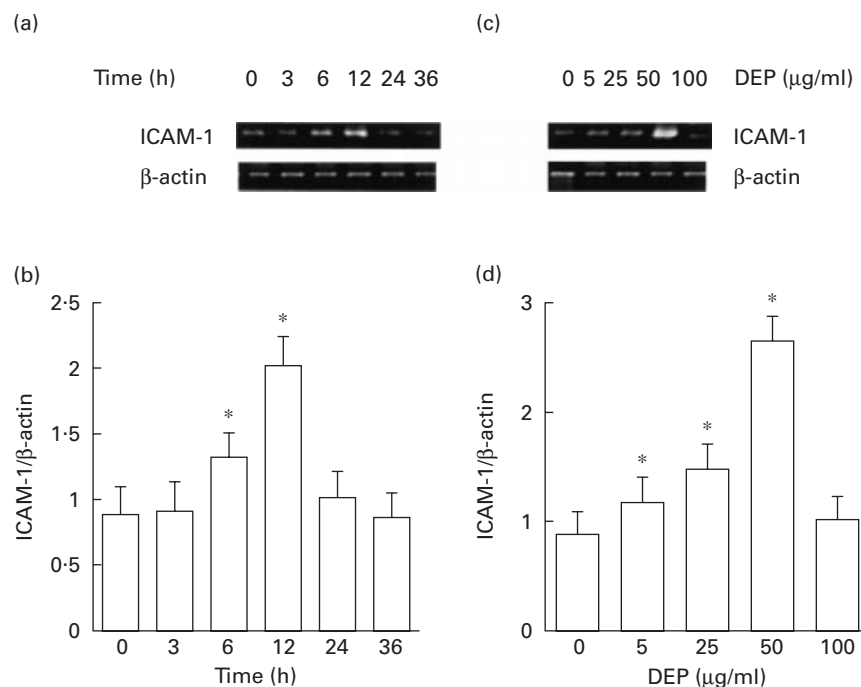 (a)
Time (h) 0 3 6 12 24 36
ICAM-1
β-actin
(c)
0 5 25 50 100 DEP (μg/ml)
ICAM-1
β-actin
(b)
2·5
2
1·5
1
0·5
0
ICAM-1/β-actin
*
*
0 3 6 12 24 36
Time (h)
(d)
3
2
1
0
ICAM-1/β-actin
*
*
*
0 5 25 50 100
DEP (μg/ml)